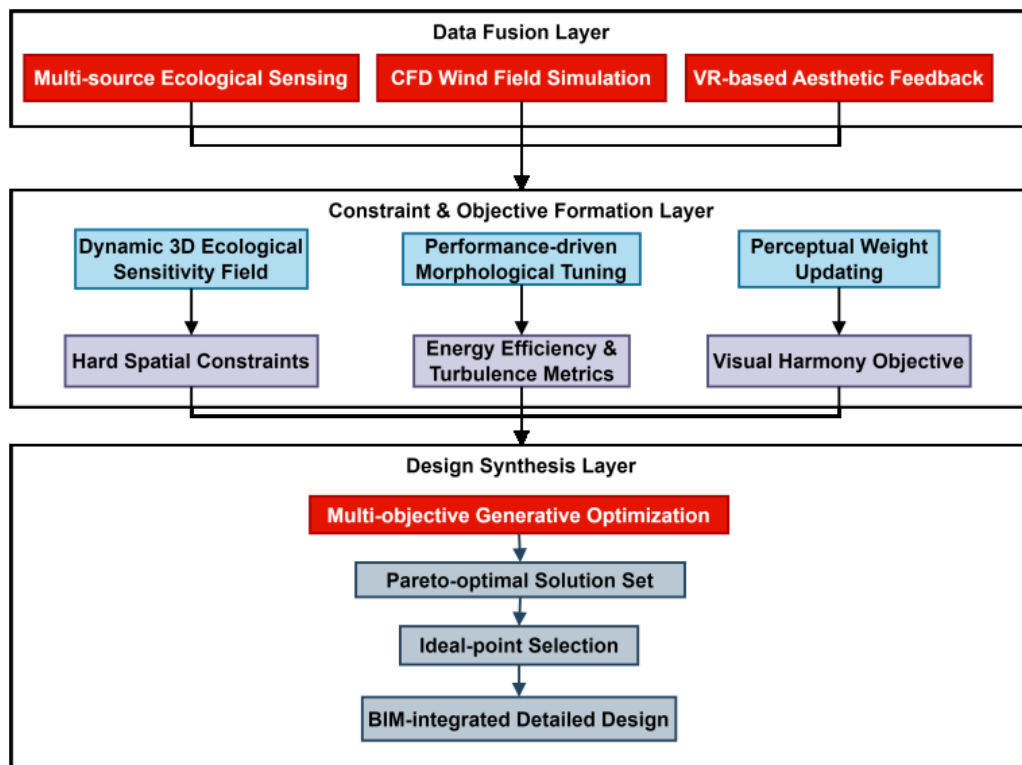 Data Fusion Layer
Multi-source Ecological Sensing
CFD Wind Field Simulation
VR-based Aesthetic Feedback
Constraint & Objective Formation Layer
Dynamic 3D Ecological
Sensitivity Field
Performance-driven
Morphological Tuning
Perceptual Weight
Updating
Hard Spatial Constraints
Energy Efficiency &
Turbulence Metrics
Visual Harmony Objective
Design Synthesis Layer
Multi-objective Generative Optimization
Pareto-optimal Solution Set
Ideal-point Selection
BIM-integrated Detailed Design